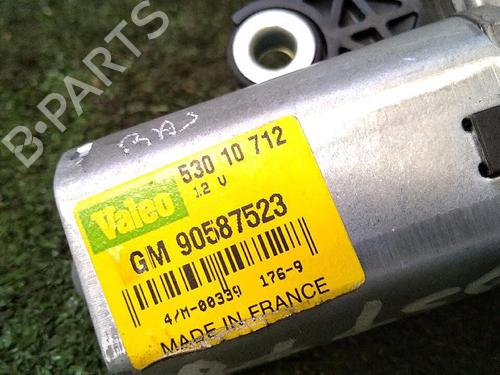 B-PARTS
Valeo
530 10 712
12 V
GM 90587523
4/M-00339 176-9
MADE IN FRANCE